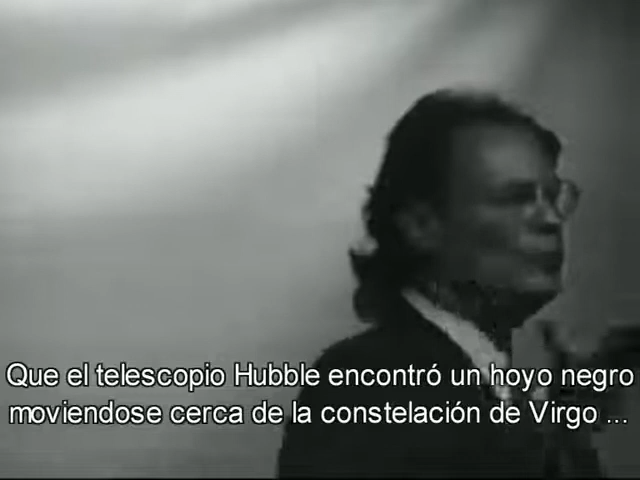 Que el telescopio Hubble encontró un hoyo negro
moviendose cerca de la constelación de Virgo ...